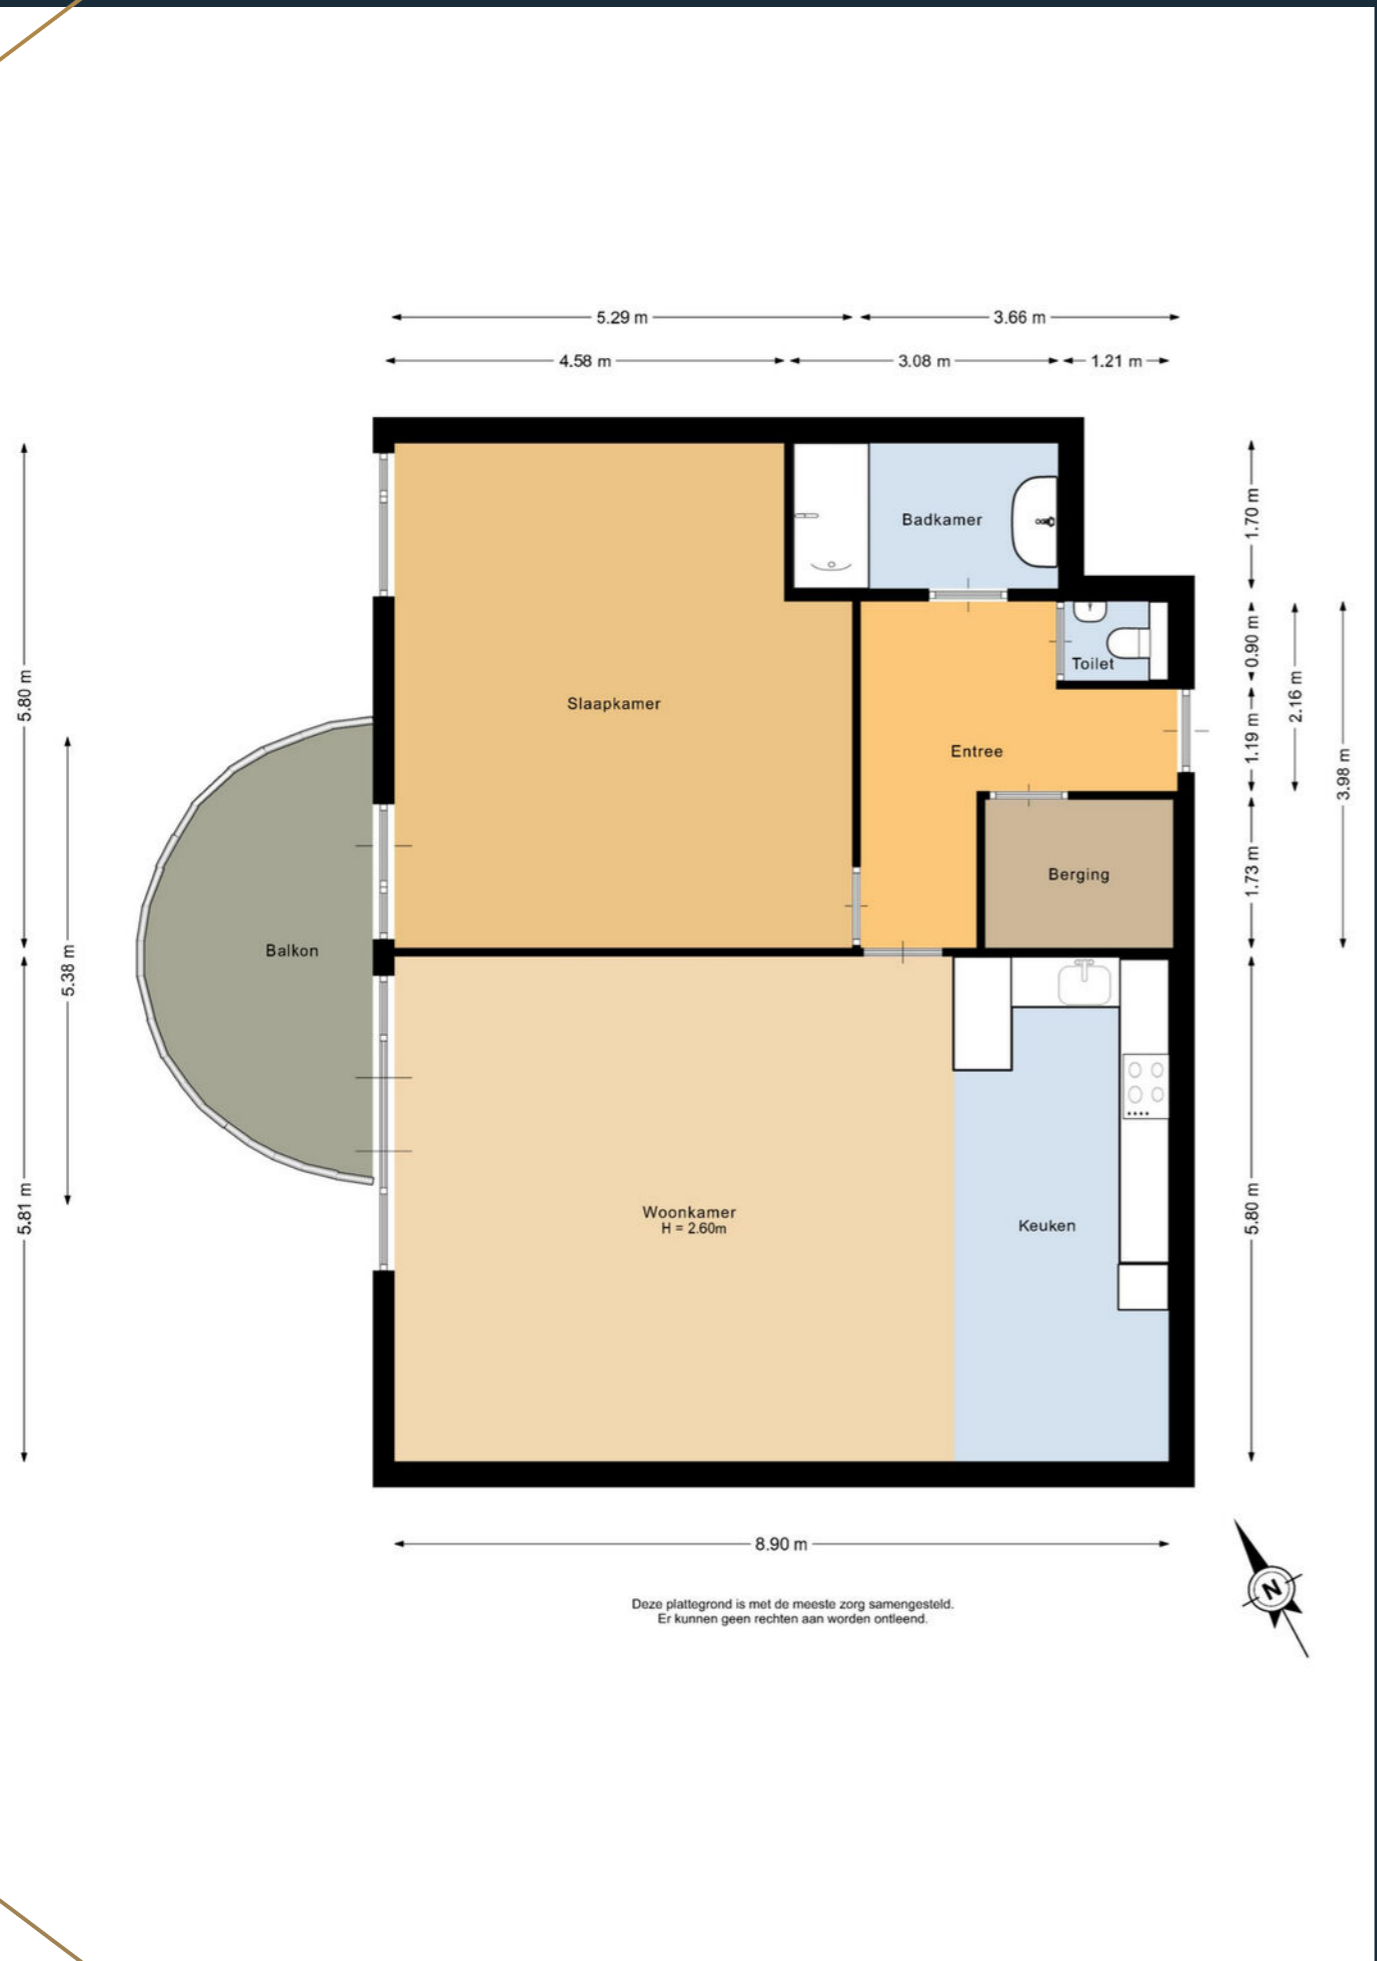 5.29 m
3.66 m
4.58 m
3.08 m
1.21 m
5.80 m
5.38 m
5.81 m
1.70 m
0.90 m
2.16 m
1.19 m
3.98 m
1.73 m
5.80 m
Badkamer
Toilet
Slaapkamer
Entree
Berging
Balkon
Woonkamer
H = 2.60m
Keuken
8.90 m
N
Deze plattegrond is met de meeste zorg samengesteld.
Er kunnen geen rechten aan worden ontleend.